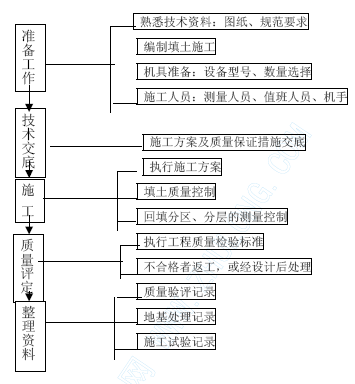 准备工作
熟悉技术资料：图纸、规范要求
编制填土施工
机具准备：设备型号、数量选择
施工人员：测量人员、值班人员、机手
技术交底
施工方案及质量保证措施交底
施工
执行施工方案
填土质量控制
回填分区、分层的测量控制
质量评定
执行工程质量检验标准
不合格者返工，或经设计后处理
整理资料
质量验评记录
地基处理记录
施工试验记录